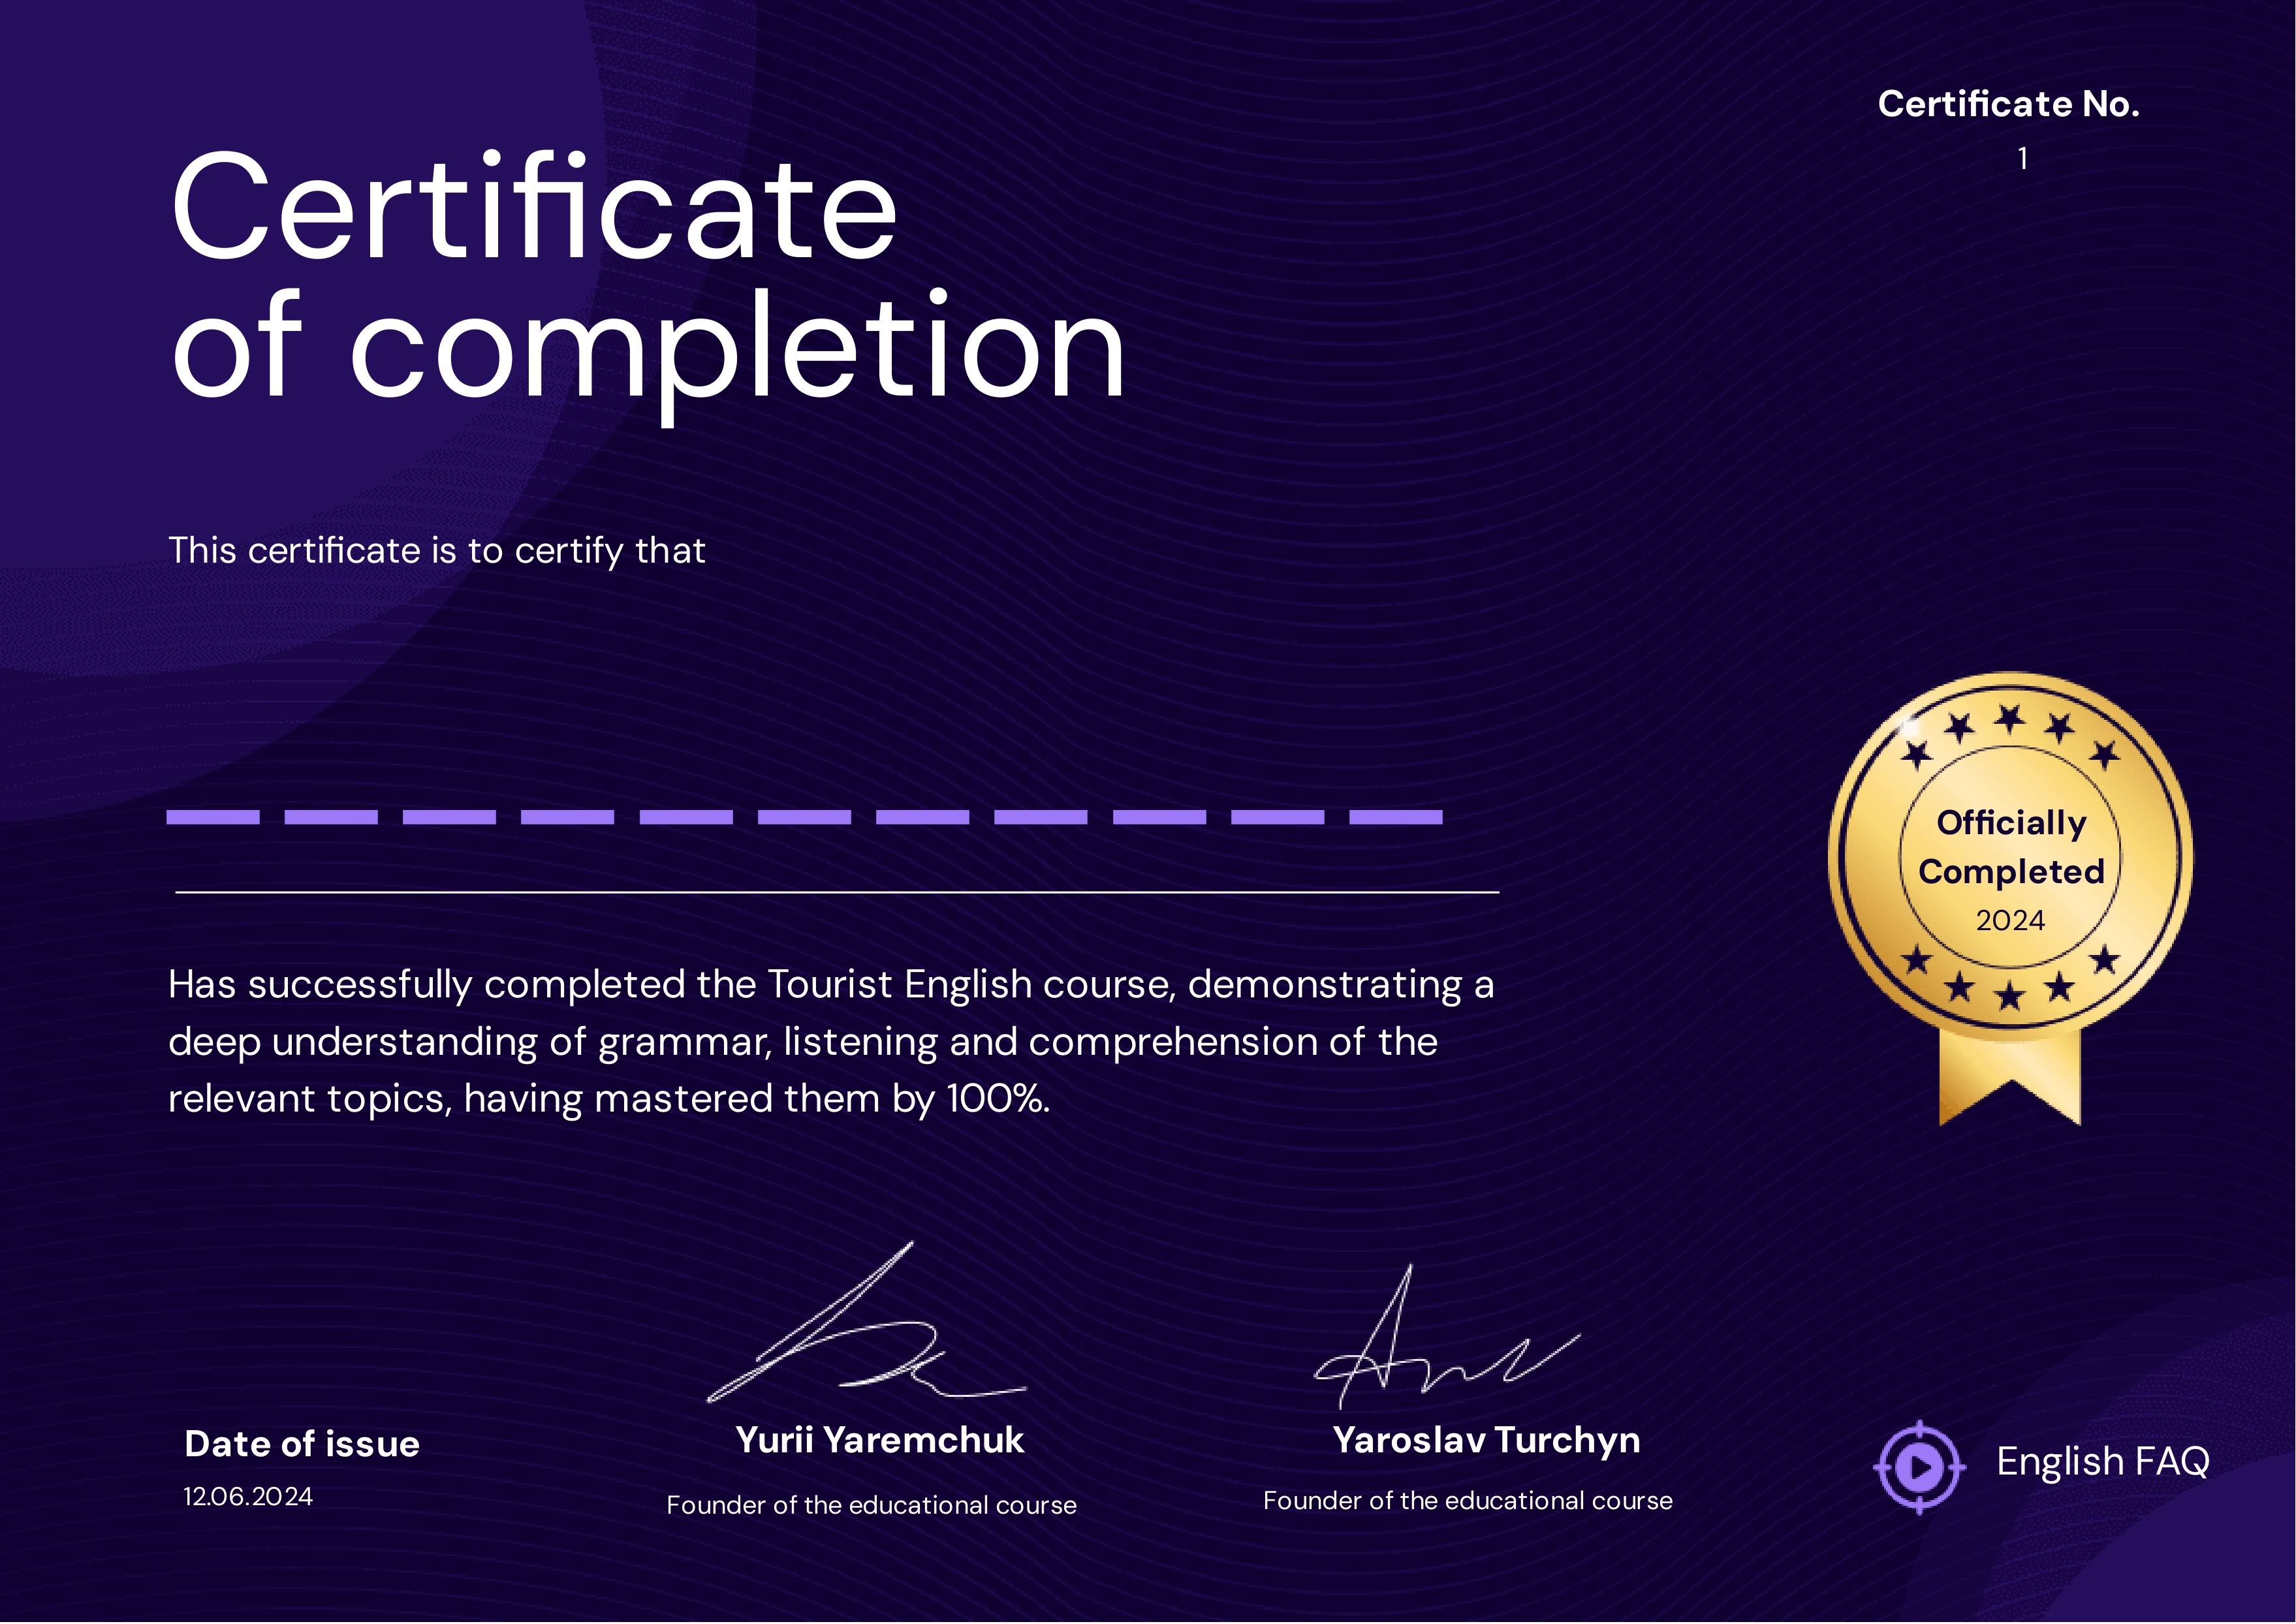 Certificate No.
1
Certificate
of completion
This certificate is to certify that
Officially
Completed
2024
Has successfully completed the Tourist English course, demonstrating a
deep understanding of grammar, listening and comprehension of the
relevant topics, having mastered them by 100%.
Date of issue
12.06.2024
Yurii Yaremchuk
Founder of the educational course
Yaroslav Turchyn
Founder of the educational course
English FAQ